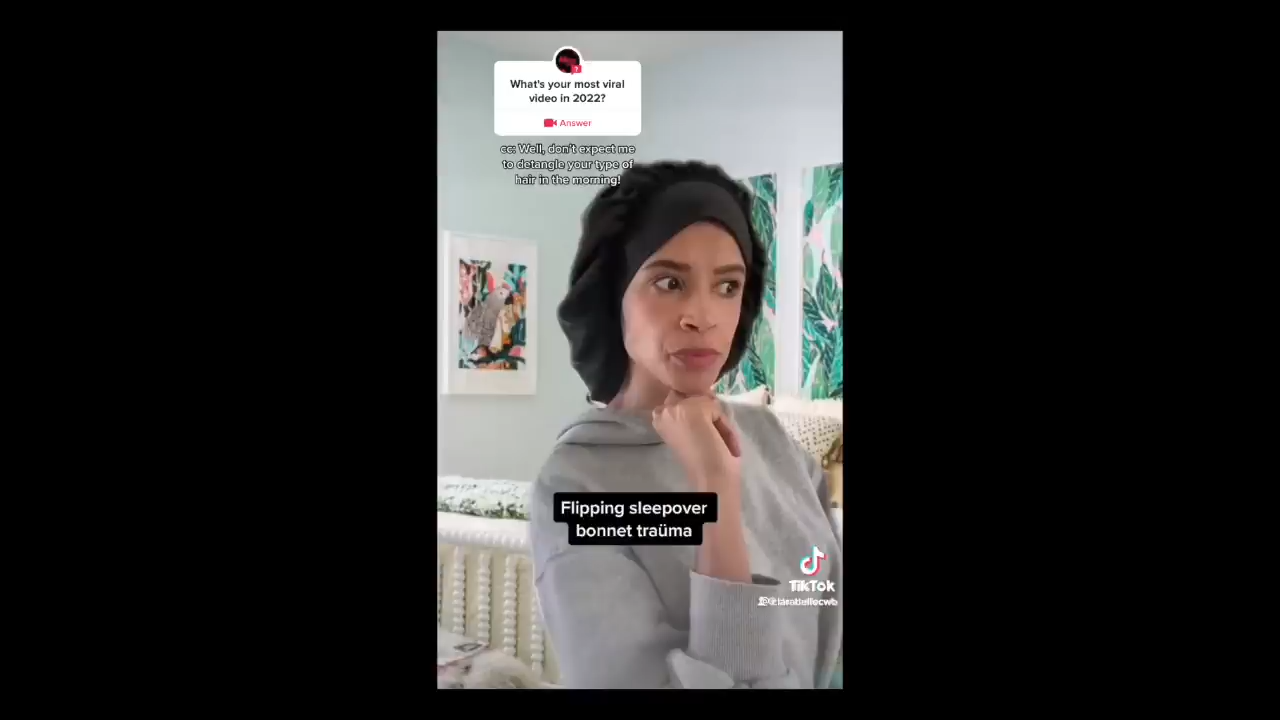 What's your most viral
video in 2022?
Answer
cc: Well, don't expect me
to detangle your type of
hair in the morning!
Flipping sleepover
bonnet traüma
TikTok